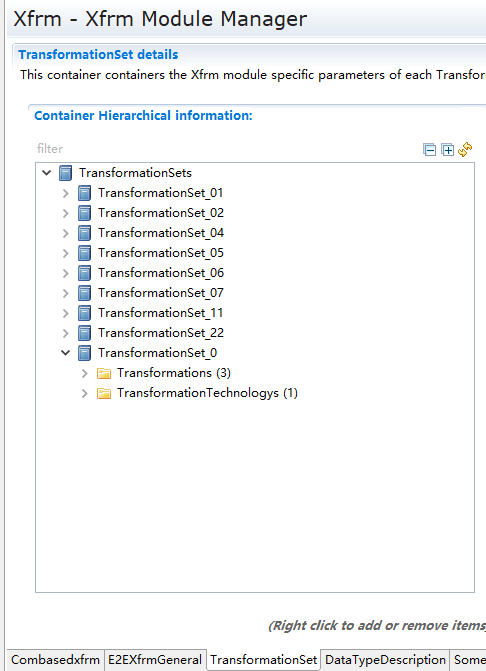 Xfrm - Xfrm Module Manager
TransformationSet details
This container containers the Xfrm module specific parameters of each Transfor
Container Hierarchical information:
filter
TransformationSets
TransformationSet_01
TransformationSet_02
TransformationSet_04
TransformationSet_05
TransformationSet_06
TransformationSet_07
TransformationSet_11
TransformationSet_22
TransformationSet_0
Transformations (3)
TransformationTechnologys (1)
(Right click to add or remove items
Combasedxfrm E2EXfrmGeneral TransformationSet DataTypeDescription Some